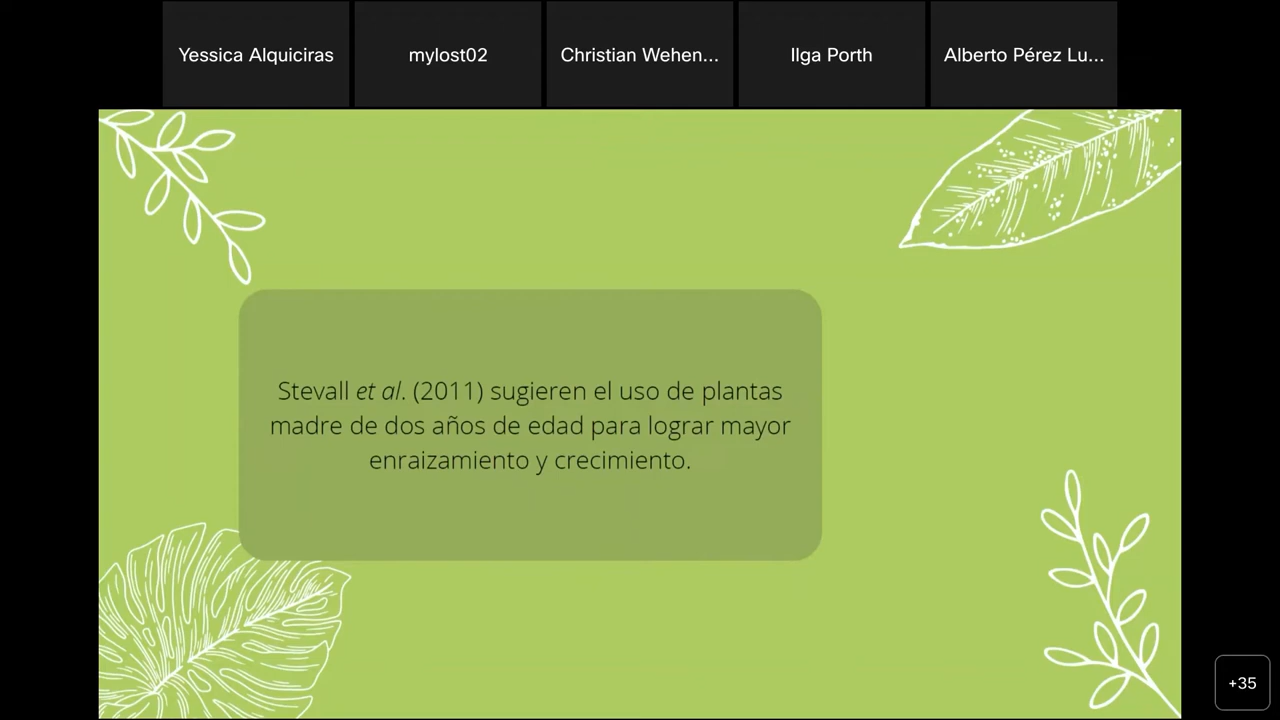 Yessica Alquiciras
mylost02
Christian Wehen...
Ilga Porth
Alberto Pérez Lu...
Stevall et al. (2011) sugieren el uso de plantas
madre de dos años de edad para lograr mayor
enraizamiento y crecimiento.
+35